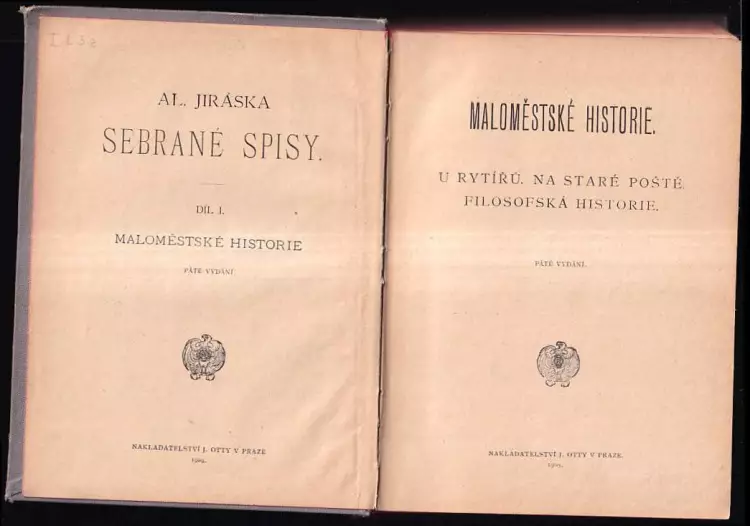 AL. JIRÁSKA
SEBRANÉ SPISY.
DÍL I.
MALOMĚSTSKÉ HISTORIE
PÁTÉ VYDÁNÍ.
NAKLADATELSTVÍ J. OTTY V PRAZE
MALOMĚSTSKÉ HISTORIE.
U RYTÍŘŮ. NA STARÉ POŠTĚ.
FILOSOFSKÁ HISTORIE.
PÁTÉ VYDÁNÍ.
NAKLADATELSTVÍ J. OTTY V PRAZE.